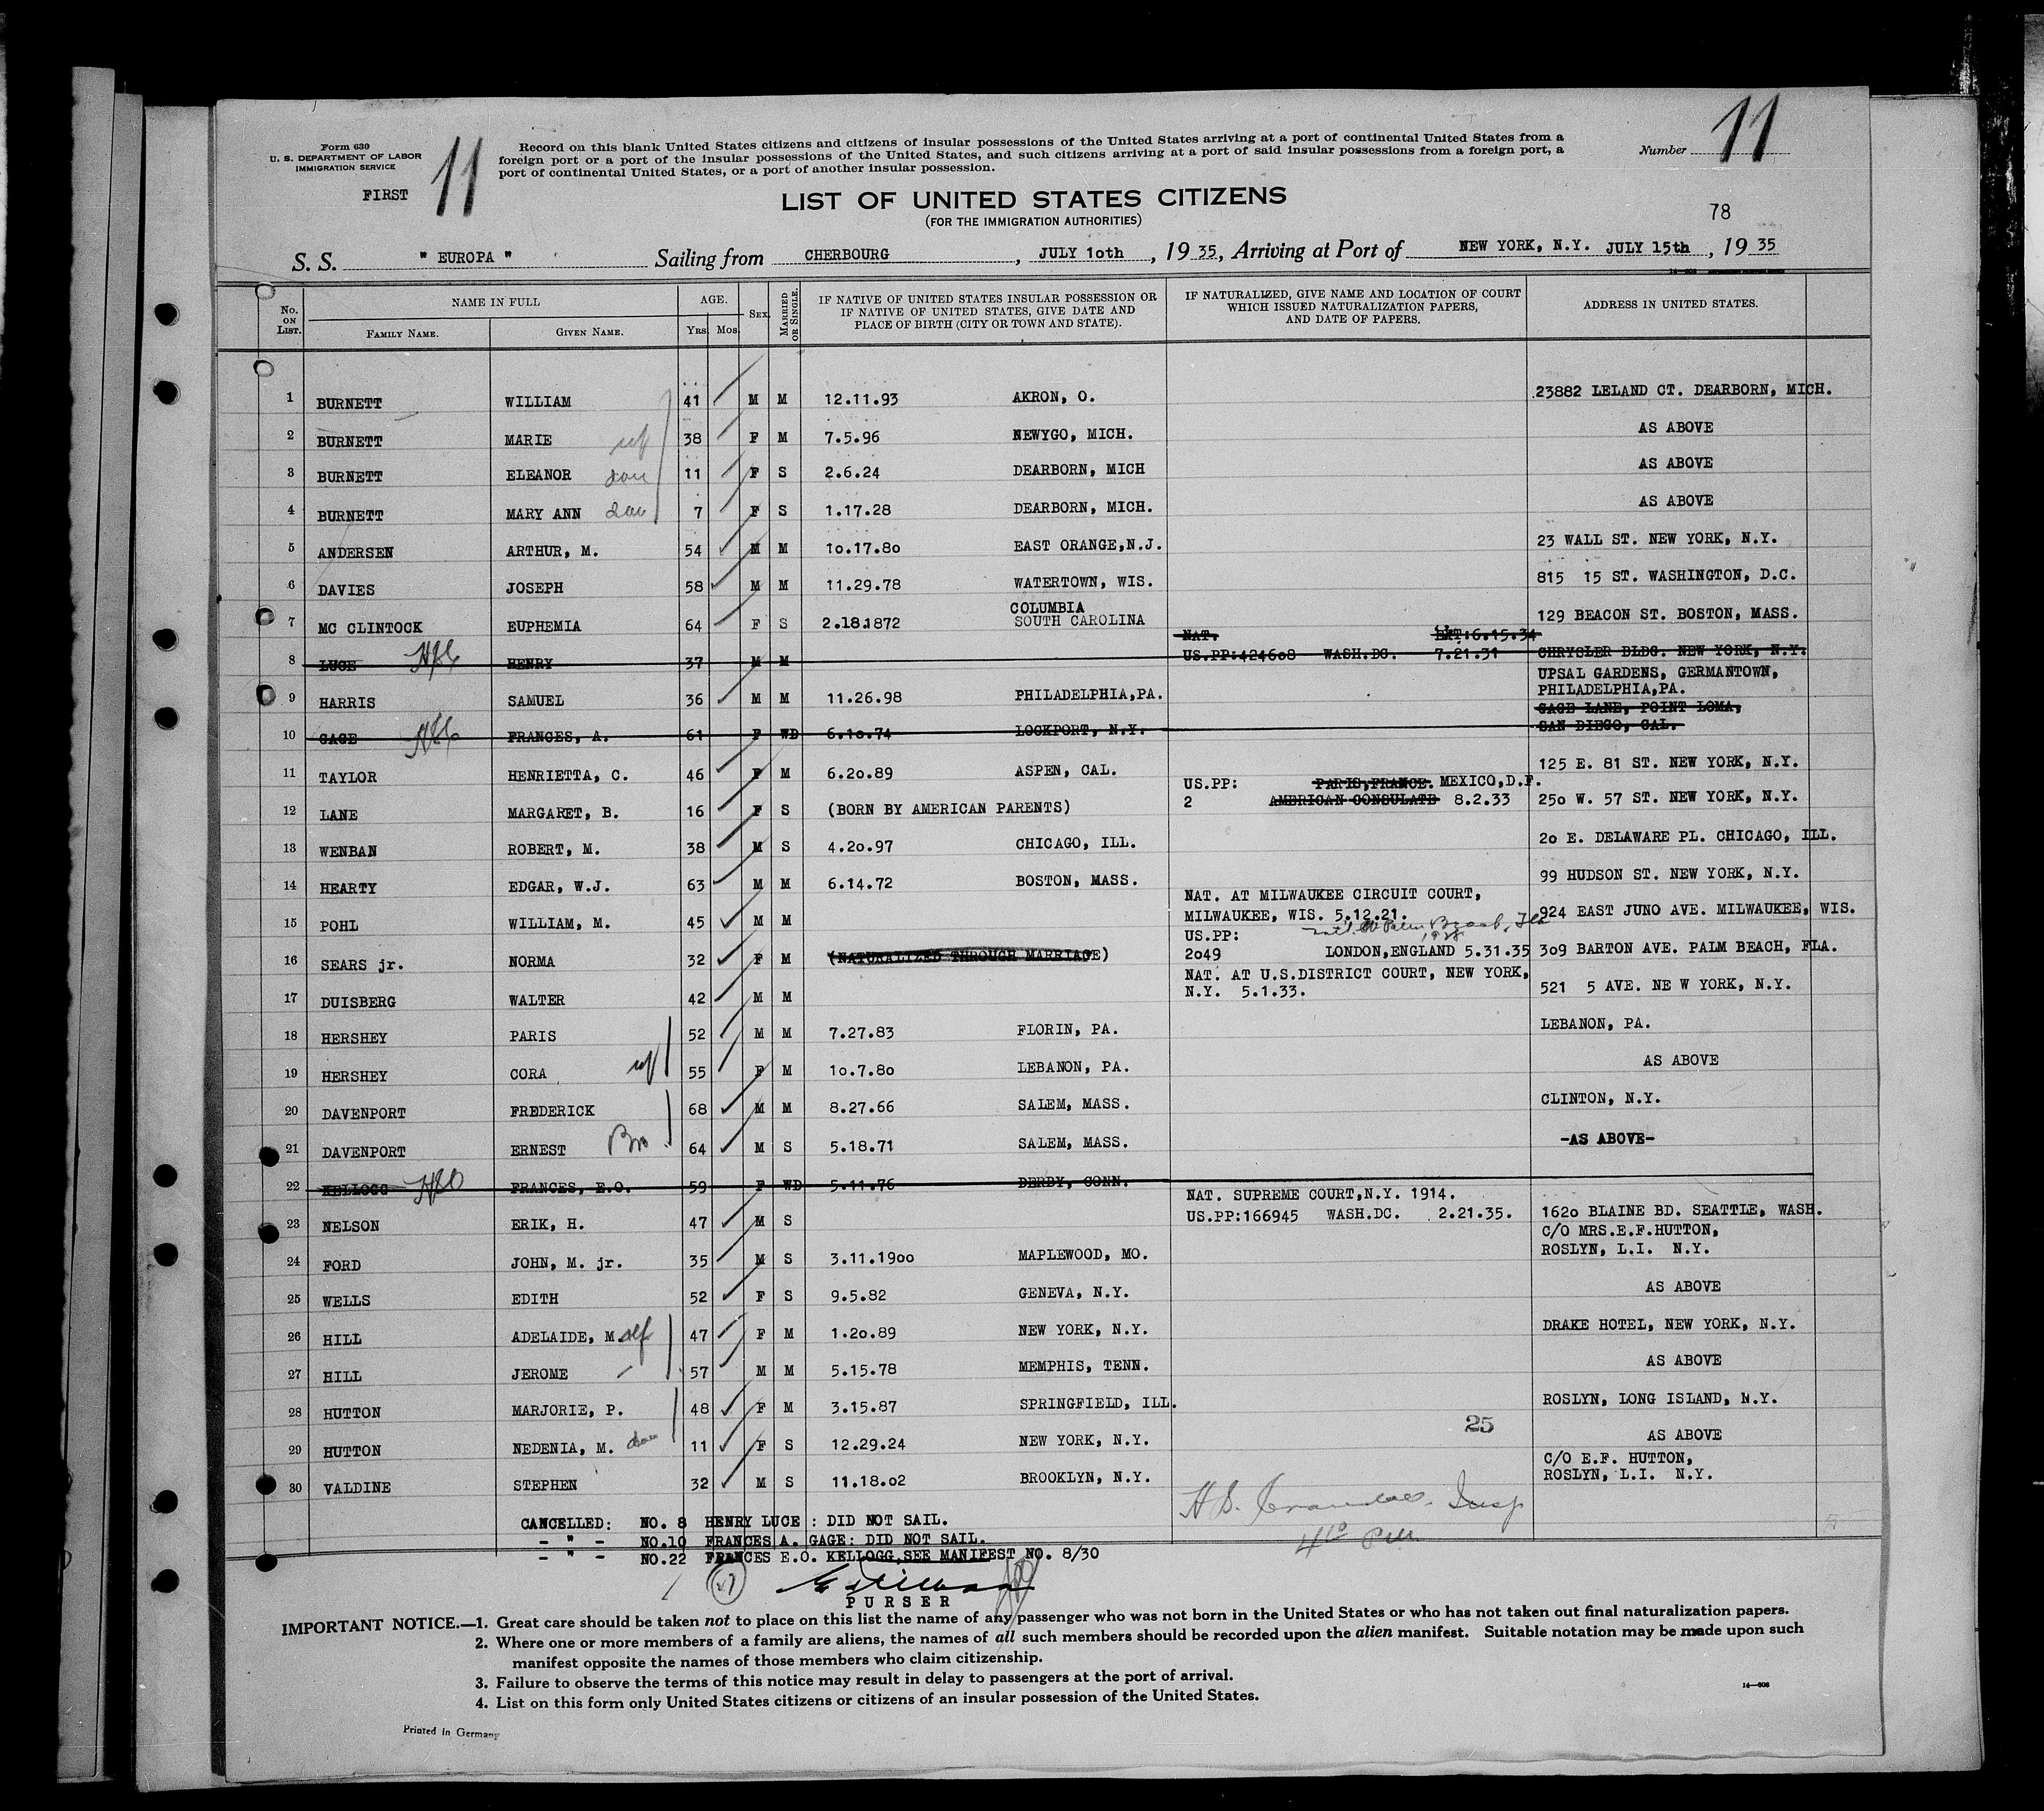 Form 630
U. S. DEPARTMENT OF LABOR
IMMIGRATION SERVICE
FIRST
11
Record on this blank United States citizens and citizens of insular possessions of the United States arriving at a port of continental United States from a
foreign port or a port of the insular possessions of the United States, and such citizens arriving at a port of said insular possessions from a foreign port, a
port of continental United States, or a port of another insular possession.
Number 11
LIST OF UNITED STATES CITIZENS
(FOR THE IMMIGRATION AUTHORITIES)
78
S. S. " EUROPA " Sailing from CHERBOURG, JULY 10th, 1935, Arriving at Port of NEW YORK, N.Y. JULY 15th, 1935
14-608
No. ON LIST. NAME IN FULL FAMILY NAME. GIVEN NAME. AGE. Yrs. Mos. SEX. MARRIED OR SINGLE. IF NATIVE OF UNITED STATES INSULAR POSSESSION OR IF NATIVE OF UNITED STATES, GIVE DATE AND PLACE OF BIRTH (CITY OR TOWN AND STATE). IF NATURALIZED, GIVE NAME AND LOCATION OF COURT WHICH ISSUED NATURALIZATION PAPERS, AND DATE OF PAPERS. ADDRESS IN UNITED STATES.
1 BURNETT WILLIAM 41 M M 12.11.93 AKRON, O. 23882 LELAND CT. DEARBORN, MICH.
2 BURNETT MARIE wf 38 F M 7.5.96 NEWYGO, MICH. AS ABOVE
3 BURNETT ELEANOR dau 11 F S 2.6.24 DEARBORN, MICH AS ABOVE
4 BURNETT MARY ANN dau 7 F S 1.17.28 DEARBORN, MICH. AS ABOVE
5 ANDERSEN ARTHUR, M. 54 M M 10.17.80 EAST ORANGE,N.J. 23 WALL ST. NEW YORK, N.Y.
6 DAVIES JOSEPH 58 M M 11.29.78 WATERTOWN, WIS. 815 15 ST. WASHINGTON, D.C.
7 MC CLINTOCK EUPHEMIA 64 F S 2.18.1872 COLUMBIA SOUTH CAROLINA 129 BEACON ST. BOSTON, MASS.
NAT. EXT:6.15.34
8 LUCE HENRY 37 M M US.PP:424608 WASH.DC. 7.21.31 CHRYSLER BLDG. NEW YORK, N.Y.
UPSAL GARDENS, GERMANTOWN,
9 HARRIS SAMUEL 36 M M 11.26.98 PHILADELPHIA,PA. PHILADELPHIA,PA.
GAGE LANE, POINT LOMA,
10 GAGE FRANCES, A. 61 F WD 6.10.74 LOCKPORT, N.Y. SAN DIEGO, CAL.
11 TAYLOR HENRIETTA, C. 46 F M 6.20.89 ASPEN, CAL. 125 E. 81 ST. NEW YORK, N.Y.
US.PP: PARIS,FRANCE. MEXICO,D.F.
12 LANE MARGARET, B. 16 F S (BORN BY AMERICAN PARENTS) 2 AMERICAN CONSULATE 8.2.33 250 W. 57 ST. NEW YORK, N.Y.
13 WENBAN ROBERT, M. 38 M S 4.20.97 CHICAGO, ILL. 20 E. DELAWARE PL. CHICAGO, ILL.
14 HEARTY EDGAR, W.J. 63 M M 6.14.72 BOSTON, MASS. 99 HUDSON ST. NEW YORK, N.Y.
NAT. AT MILWAUKEE CIRCUIT COURT,
15 POHL WILLIAM, M. 45 M M MILWAUKEE, WIS. 5.12.21. 924 EAST JUNO AVE. MILWAUKEE, WIS.
US.PP: Palm Beach, Fla
16 SEARS jr. NORMA 32 F M (NATURALIZED THROUGH MARRIAGE) 2049 LONDON,ENGLAND 5.31.35 309 BARTON AVE. PALM BEACH, FLA.
NAT. AT U.S.DISTRICT COURT, NEW YORK,
17 DUISBERG WALTER 42 M M N.Y. 5.1.33. 521 5 AVE. NE W YORK, N.Y.
18 HERSHEY PARIS 52 M M 7.27.83 FLORIN, PA. LEBANON, PA.
19 HERSHEY CORA wf 55 F M 10.7.80 LEBANON, PA. AS ABOVE
20 DAVENPORT FREDERICK 68 M M 8.27.66 SALEM, MASS. CLINTON, N.Y.
21 DAVENPORT ERNEST Bro 64 M S 5.18.71 SALEM, MASS. -AS ABOVE-
22 KELLOGG FRANCES, E.O. 59 F WD 5.11.76 DERBY, CONN.
NAT. SUPREME COURT,N.Y. 1914.
23 NELSON ERIK, H. 47 M S US.PP:166945 WASH.DC. 2.21.35. 1620 BLAINE BD. SEATTLE, WASH.
C/O MRS.E.F.HUTTON,
24 FORD JOHN, M. jr. 35 M S 3.11.1900 MAPLEWOOD, MO. ROSLYN, L.I. N.Y.
25 WELLS EDITH 52 F S 9.5.82 GENEVA, N.Y. AS ABOVE
26 HILL ADELAIDE, M wf 47 F M 1.20.89 NEW YORK, N.Y. DRAKE HOTEL, NEW YORK, N.Y.
27 HILL JEROME 57 M M 5.15.78 MEMPHIS, TENN. AS ABOVE
28 HUTTON MARJORIE, P. 48 F M 3.15.87 SPRINGFIELD, ILL. ROSLYN, LONG ISLAND, N.Y.
25
29 HUTTON NEDENIA, M. dau 11 F S 12.29.24 NEW YORK, N.Y. AS ABOVE
C/O E.F. HUTTON,
30 VALDINE STEPHEN 32 M S 11.18.02 BROOKLYN, N.Y. ROSLYN, L.I. N.Y.
CANCELLED: NO. 8 HENRY LUCE : DID NOT SAIL.
- " - NO.10 FRANCES A. GAGE: DID NOT SAIL.
- " - NO.22 FRANCES E.O. KELLOGG,SEE MANIFEST NO. 8/30
27
PURSER
IMPORTANT NOTICE.—1. Great care should be taken not to place on this list the name of any passenger who was not born in the United States or who has not taken out final naturalization papers.
2. Where one or more members of a family are aliens, the names of all such members should be recorded upon the alien manifest. Suitable notation may be made upon such
manifest opposite the names of those members who claim citizenship.
3. Failure to observe the terms of this notice may result in delay to passengers at the port of arrival.
4. List on this form only United States citizens or citizens of an insular possession of the United States.
14—608
Printed in Germany